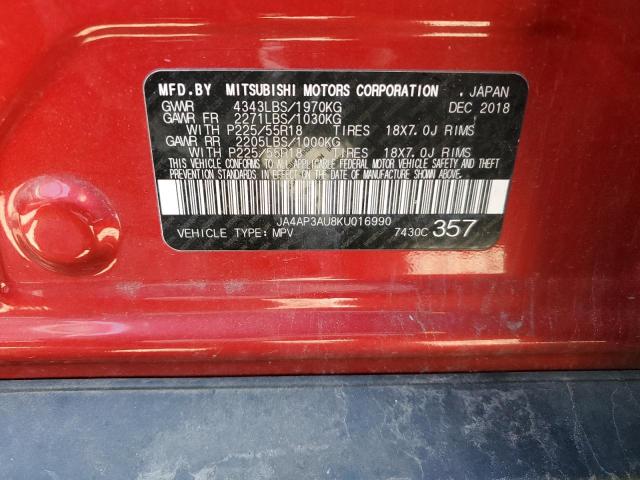 MFD.BY MITSUBISHI MOTORS CORPORATION , JAPAN
GVWR 4343LBS/1970KG DEC 2018
GAWR FR 2271LBS/1030KG
WITH P225/55R18 TIRES 18X7.0J RIMS
GAWR RR 2205LBS/1000KG
WITH P225/55R18 TIRES 18X7.0J RIMS
THIS VEHICLE CONFORMS TO ALL APPLICABLE FEDERAL MOTOR VEHICLE SAFETY AND THEFT
PREVENTION STANDARDS IN EFFECT ON THE DATE OF MANUFACTURE SHOWN ABOVE.
JA4AP3AU8KU016990
VEHICLE TYPE: MPV 7430C 357